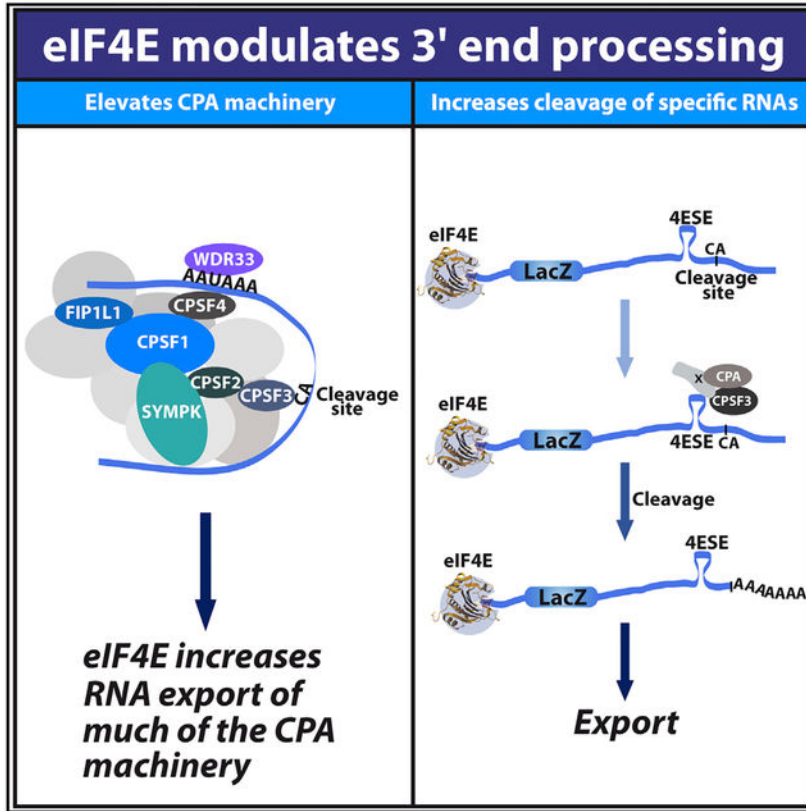 eIF4E modulates 3' end processing
Elevates CPA machinery
Increases cleavage of specific RNAs
WDR33
AAUAAA
FIP1L1
CPSF4
CPSF1
CPSF2
CPSF3
CA
Cleavage
site
SYMPK
eIF4E increases
RNA export of
much of the CPA
machinery
4ESE
eIF4E
CA
LacZ
Cleavage
site
x
CPA
CPSF3
eIF4E
LacZ
4ESE
CA
Cleavage
4ESE
eIF4E
AAAAAAA
LacZ
Export